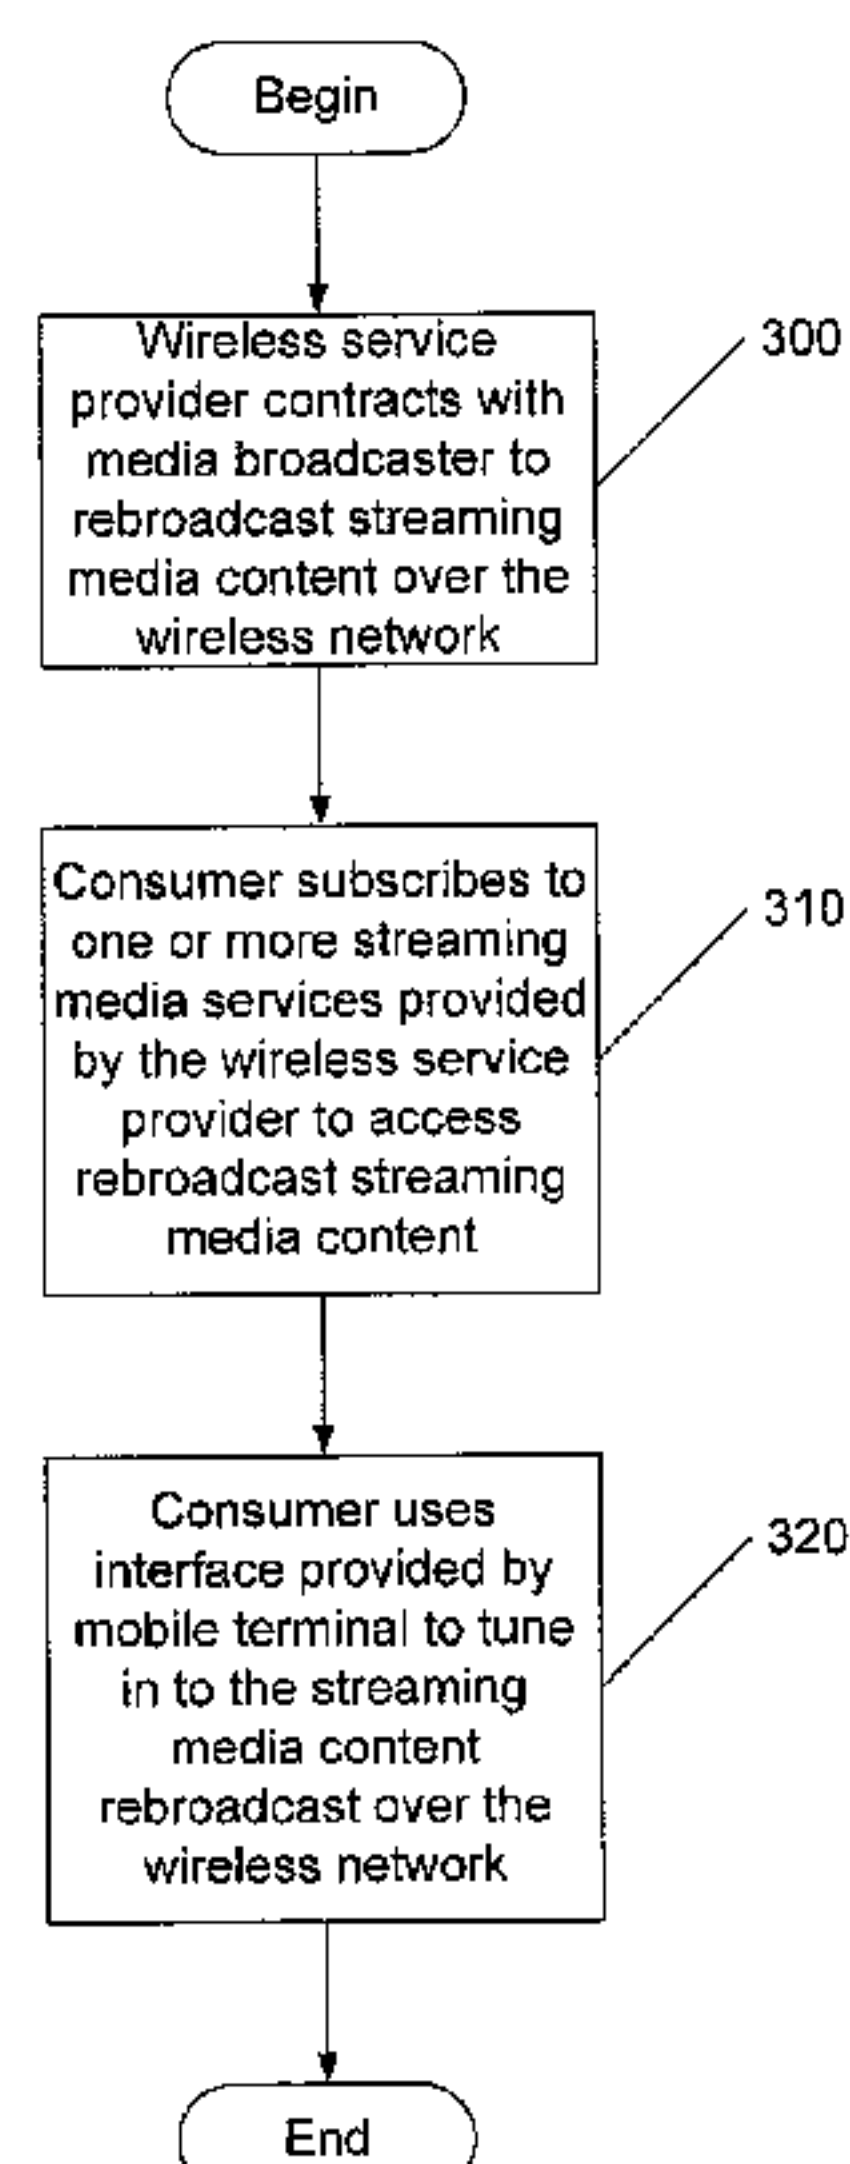 Begin
Wireless service
provider contracts with
media broadcaster to
rebroadcast streaming
media content over the
wireless network
300
Consumer subscribes to
one or more streaming
media services provided
by the wireless service
provider to access
rebroadcast streaming
media content
310
Consumer uses
interface provided by
mobile terminal to tune
in to the streaming
media content
rebroadcast over the
wireless network
320
End